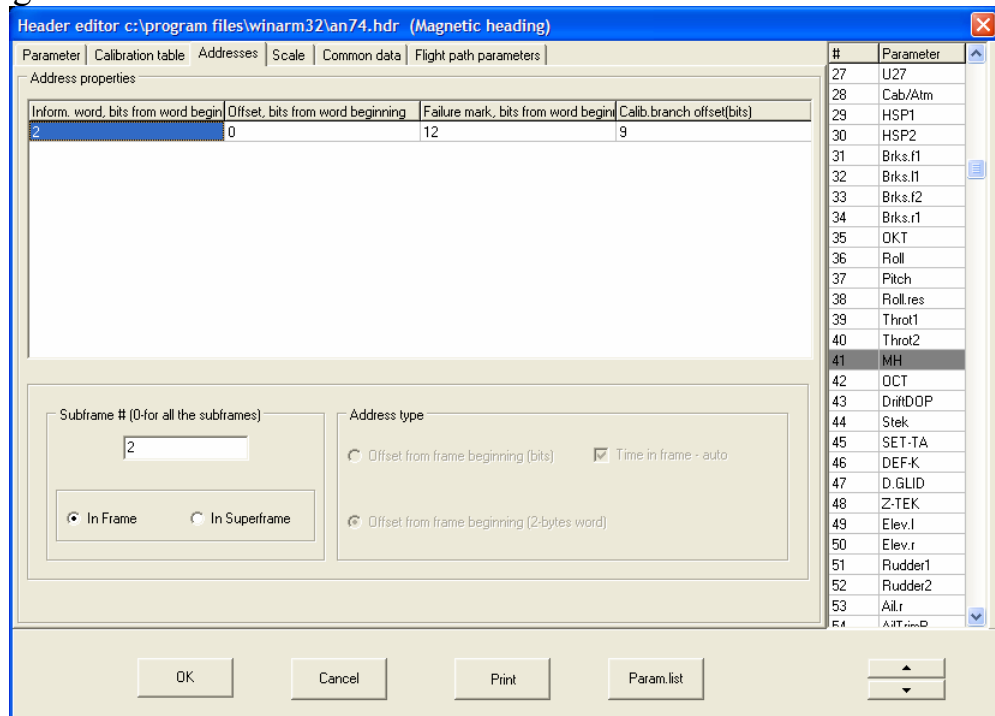 Header editor c:\program files\winarm32\an74.hdr (Magnetic heading)
Parameter Calibration table Addresses Scale Common data Flight path parameters
Address properties
Inform. word, bits from word begin Offset, bits from word beginning Failure mark, bits from word begin Calib.branch offset(bits)
2 0 12 9
Subframe # (0-for all the subframes)
2
In Frame In Superframe
Address type
Offset from frame beginning (bits) Time in frame - auto
Offset from frame beginning (2-bytes word)
# Parameter
27 U27
28 Cab/Atm
29 HSP1
30 HSP2
31 Brks.f1
32 Brks.l1
33 Brks.f2
34 Brks.r1
35 OKT
36 Roll
37 Pitch
38 Roll.res
39 Throt1
40 Throt2
41 MH
42 OCT
43 DriftDOP
44 Stek
45 SET-TA
46 DEF-K
47 D.GLID
48 Z-TEK
49 Elev.l
50 Elev.r
51 Rudder1
52 Rudder2
53 Ail.r
54
OK Cancel Print Param.list